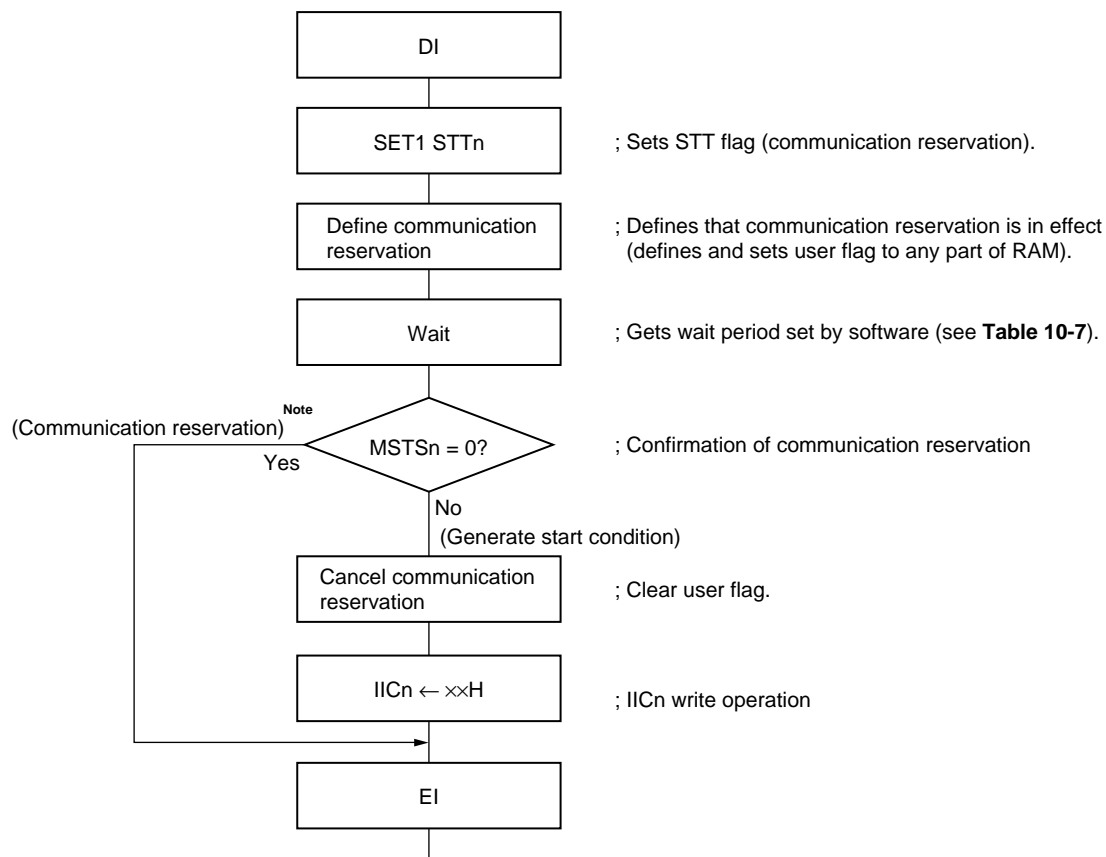 DI
SET1 STTn
; Sets STT flag (communication reservation).
Define communication
reservation
; Defines that communication reservation is in effect
(defines and sets user flag to any part of RAM).
Wait
; Gets wait period set by software (see Table 10-7).
(Communication reservation)Note
MSTSn = 0?
; Confirmation of communication reservation
Yes
No
(Generate start condition)
Cancel communication
reservation
; Clear user flag.
IICn ← ××H
; IICn write operation
EI